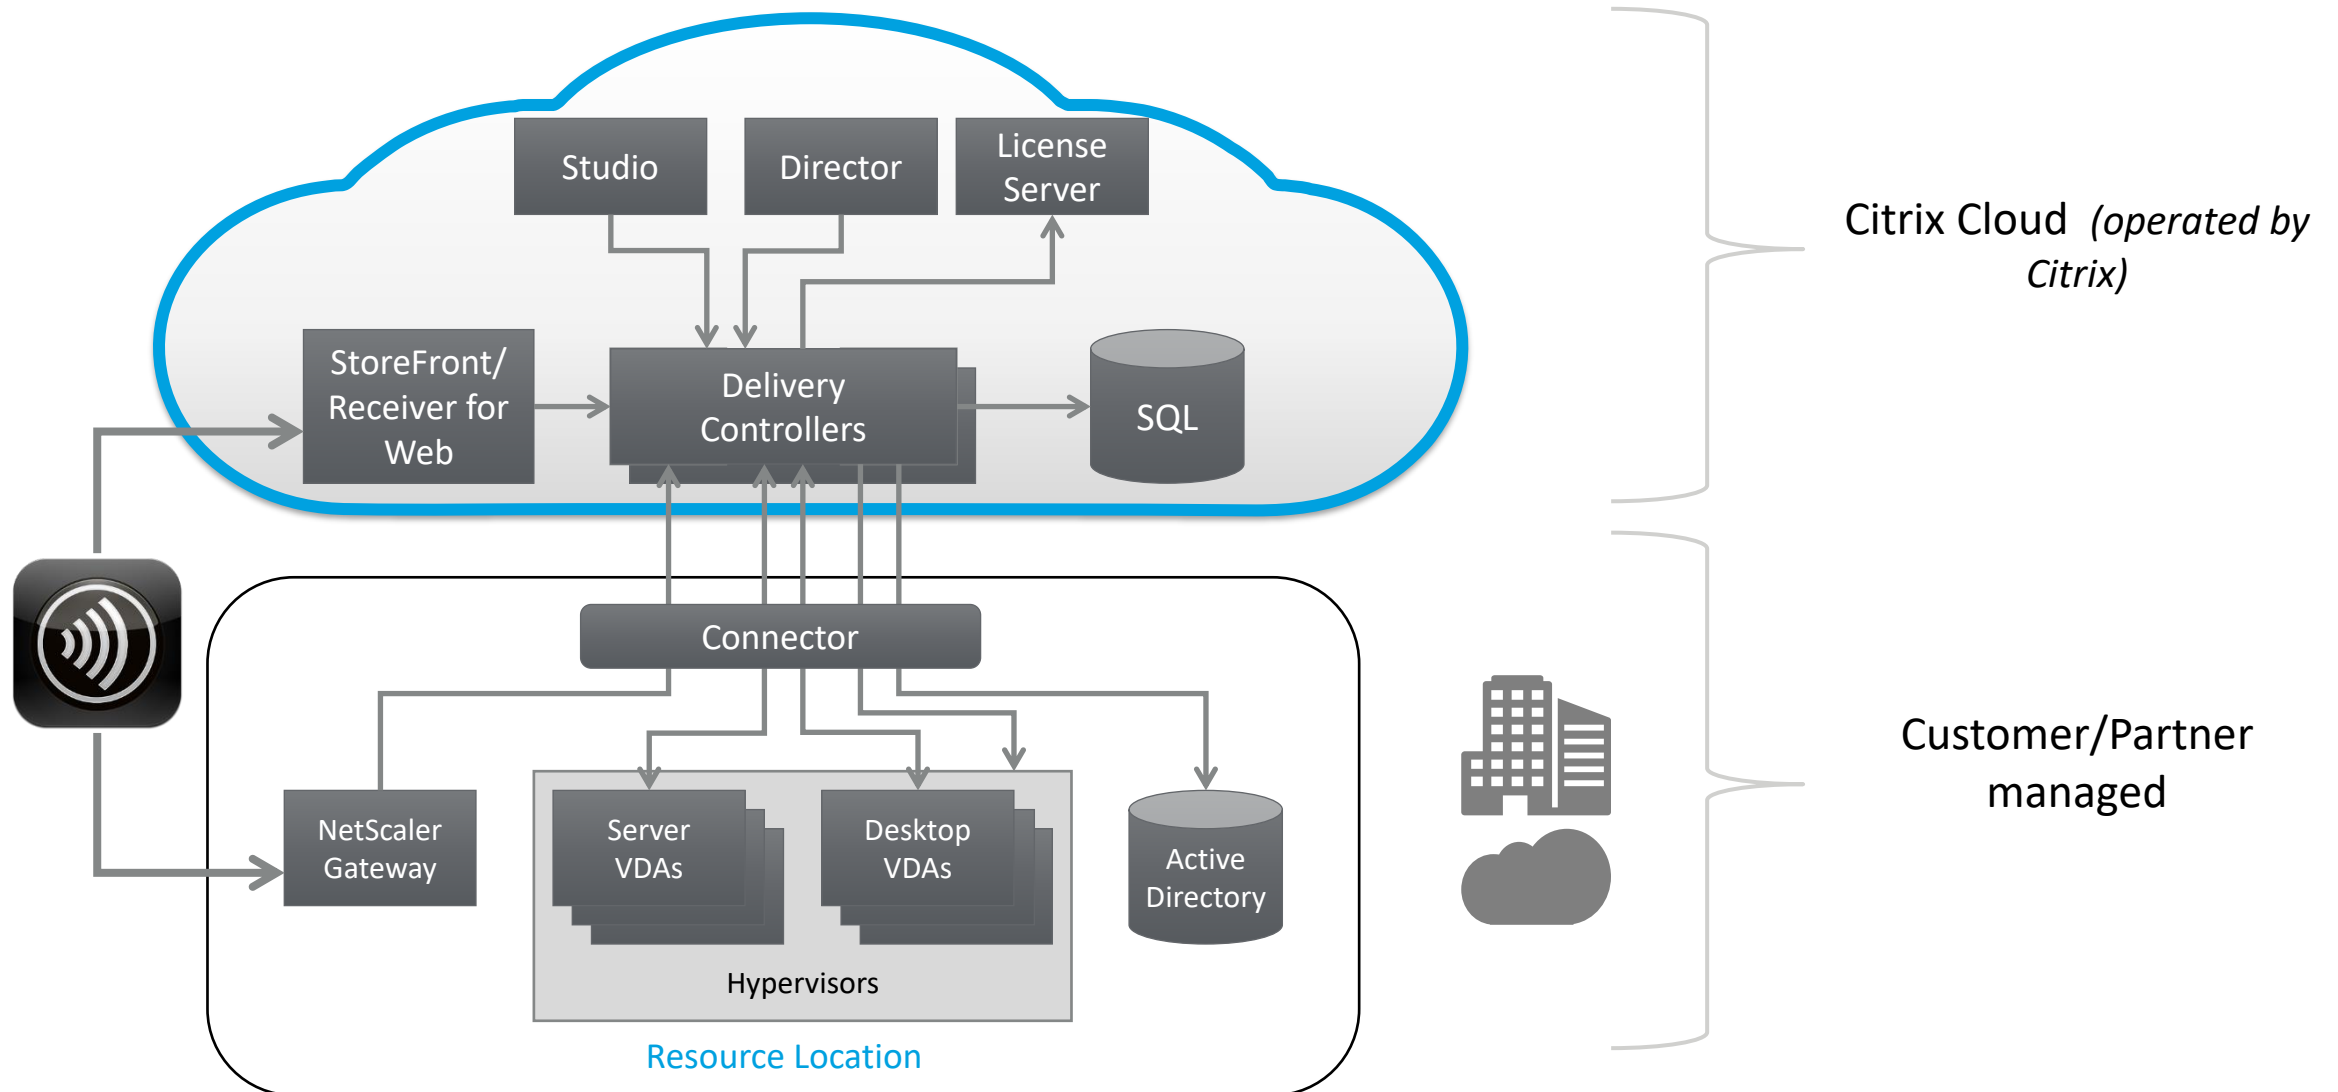 Studio
Director
License
Server
Citrix Cloud (operated by
Citrix)
StoreFront/
Receiver for
Web
Delivery
Controllers
SQL
Connector
NetScaler
Gateway
Server
VDAs
Desktop
VDAs
Active
Directory
Hypervisors
Resource Location
Customer/Partner
managed